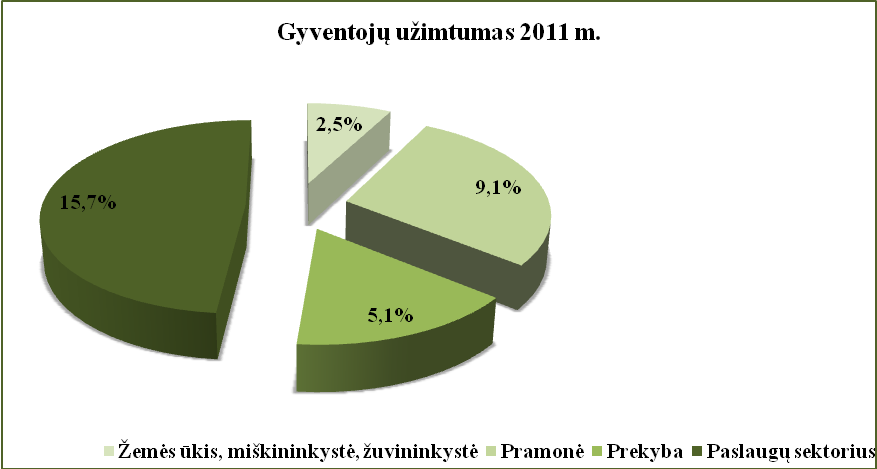 Gyventojų užimtumas 2011 m.
2,5%
9,1%
15,7%
5,1%
Žemės ūkis, miškininkystė, žuvininkystė Pramonė Prekyba Paslaugų sektorius